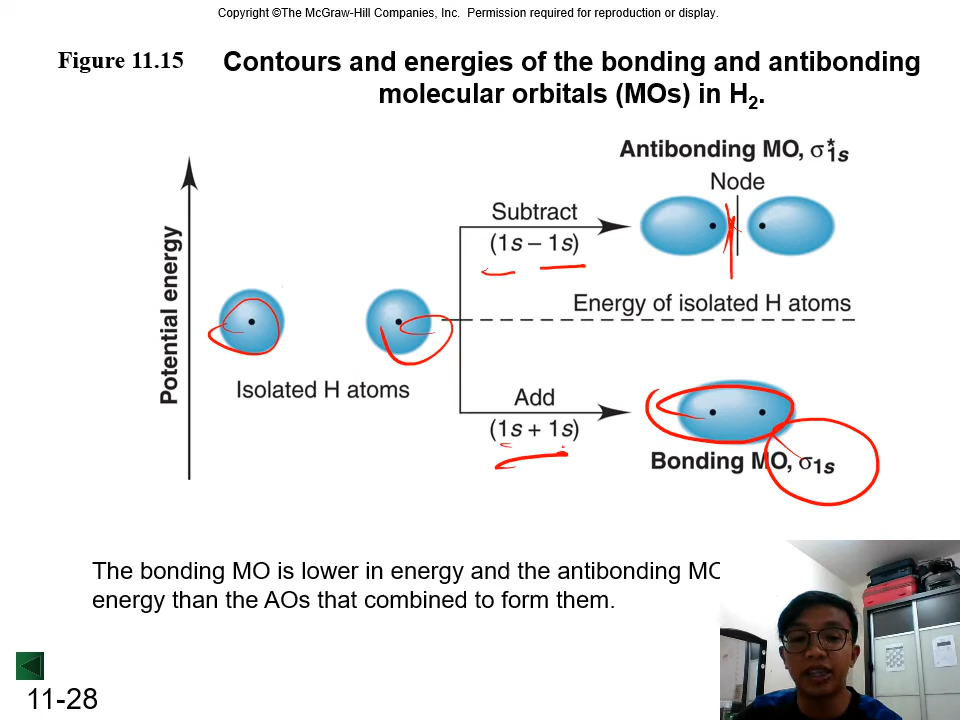 Copyright ©The McGraw-Hill Companies, Inc. Permission required for reproduction or display.
Figure 11.15
Contours and energies of the bonding and antibonding
molecular orbitals (MOs) in H₂.
Antibonding MO, σ*1s
Node
Subtract
(1s – 1s)
Potential energy
Energy of isolated H atoms
Isolated H atoms
Add
(1s + 1s)
Bonding MO, σ1s
The bonding MO is lower in energy and the antibonding
energy than the AOs that combined to form them.
11-28